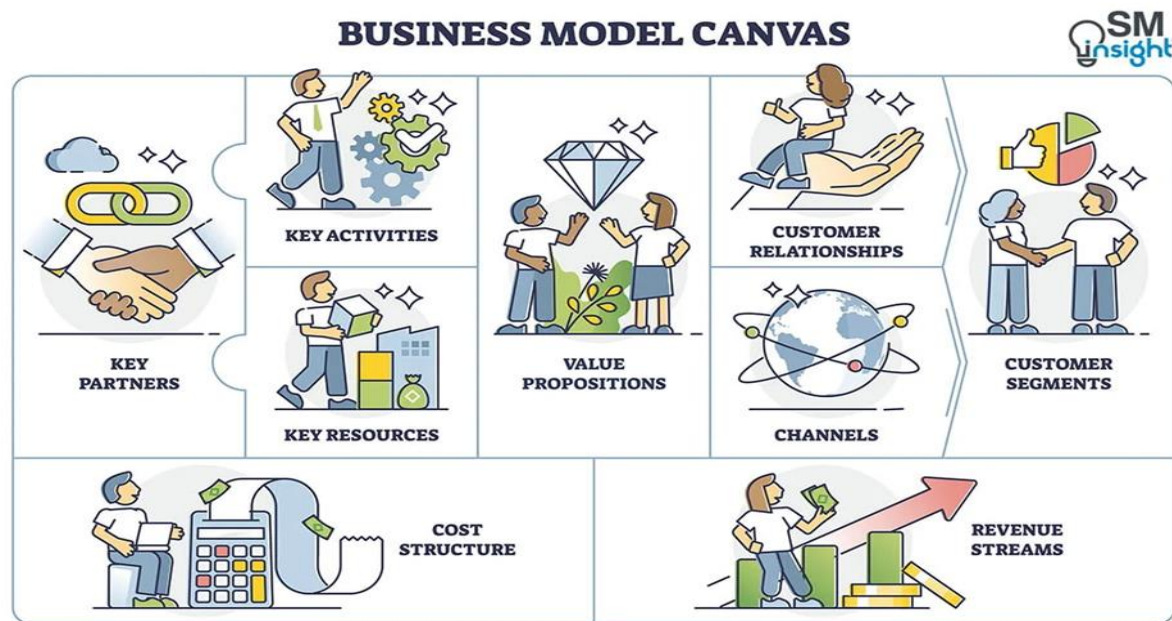 BUSINESS MODEL CANVAS
SM
insight
KEY
PARTNERS
KEY ACTIVITIES
KEY RESOURCES
VALUE
PROPOSITIONS
CUSTOMER
RELATIONSHIPS
CHANNELS
CUSTOMER
SEGMENTS
COST
STRUCTURE
REVENUE
STREAMS